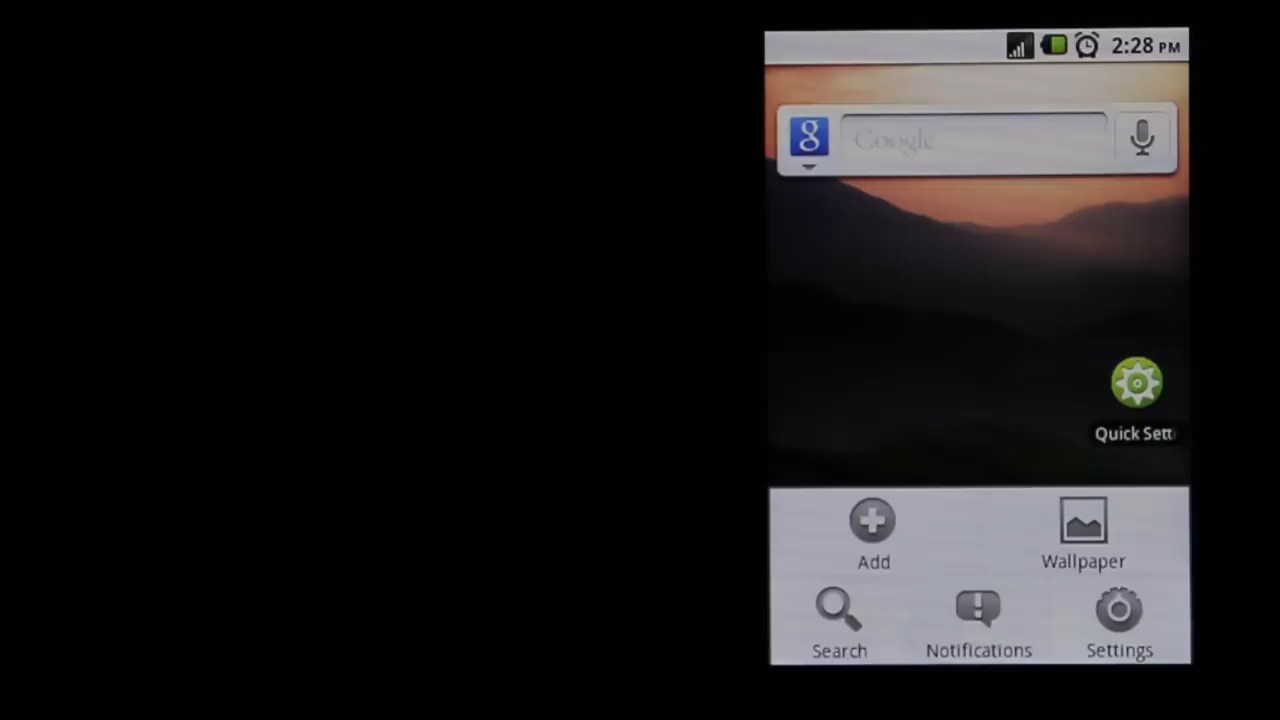 2:28 PM
g
Google
Quick Sett
Add
Wallpaper
Search
Notifications
Settings